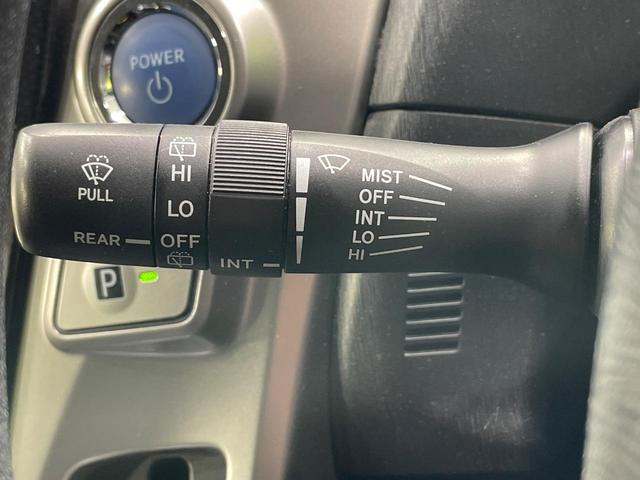 POWER
PULL
REAR
HI
LO
OFF
INT
MIST
OFF
INT
LO
HI
P